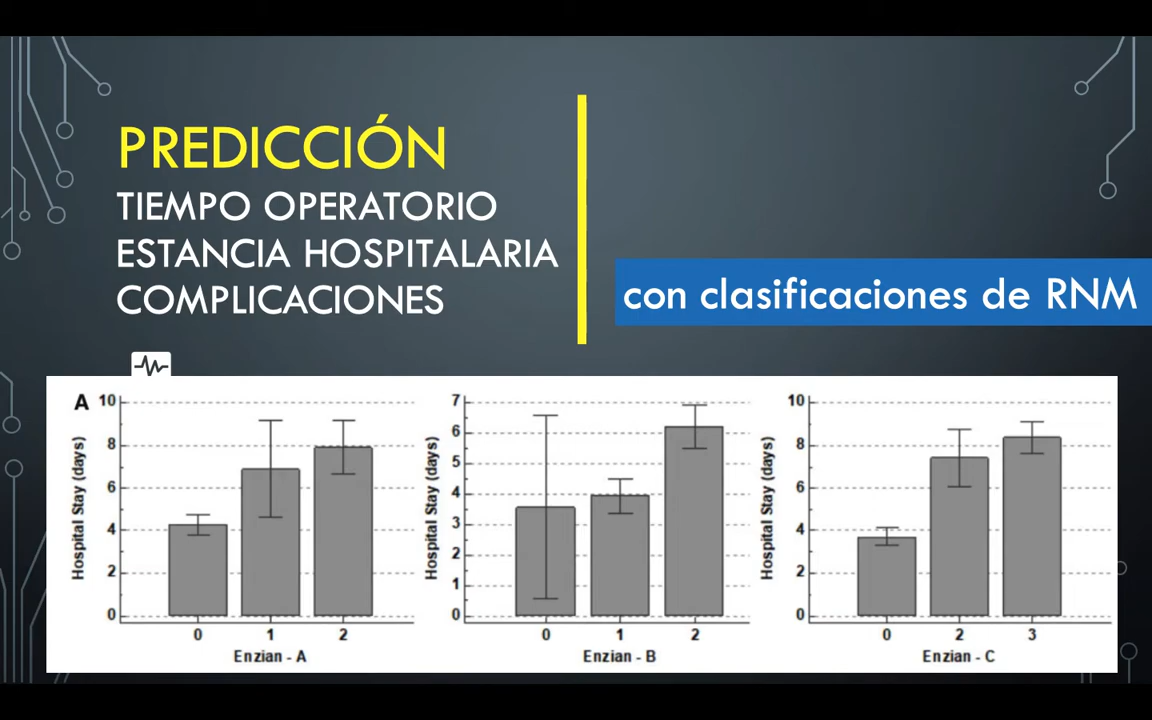 PREDICCIÓN
TIEMPO OPERATORIO
ESTANCIA HOSPITALARIA
COMPLICACIONES
con clasificaciones de RNM
A
Hospital Stay (days)
10
8
6
4
2
0
0 1 2
Enzian - A
Hospital Stay (days)
7
6
5
4
3
2
1
0
0 1 2
Enzian - B
Hospital Stay (days)
10
8
6
4
2
0
0 2 3
Enzian - C